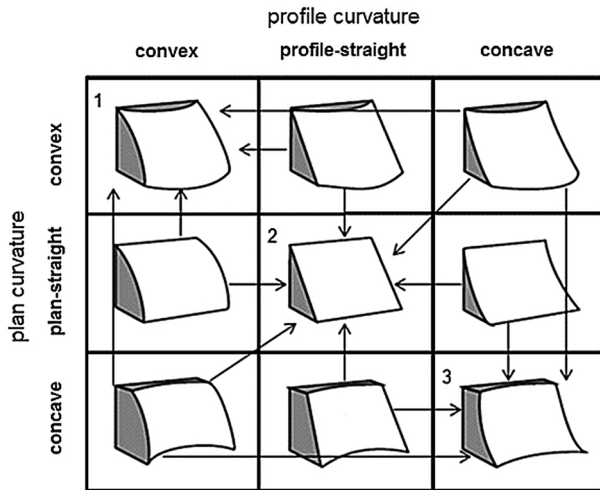 profile curvature
convex
profile-straight
concave
plan curvature
convex
plan-straight
concave
1
2
3